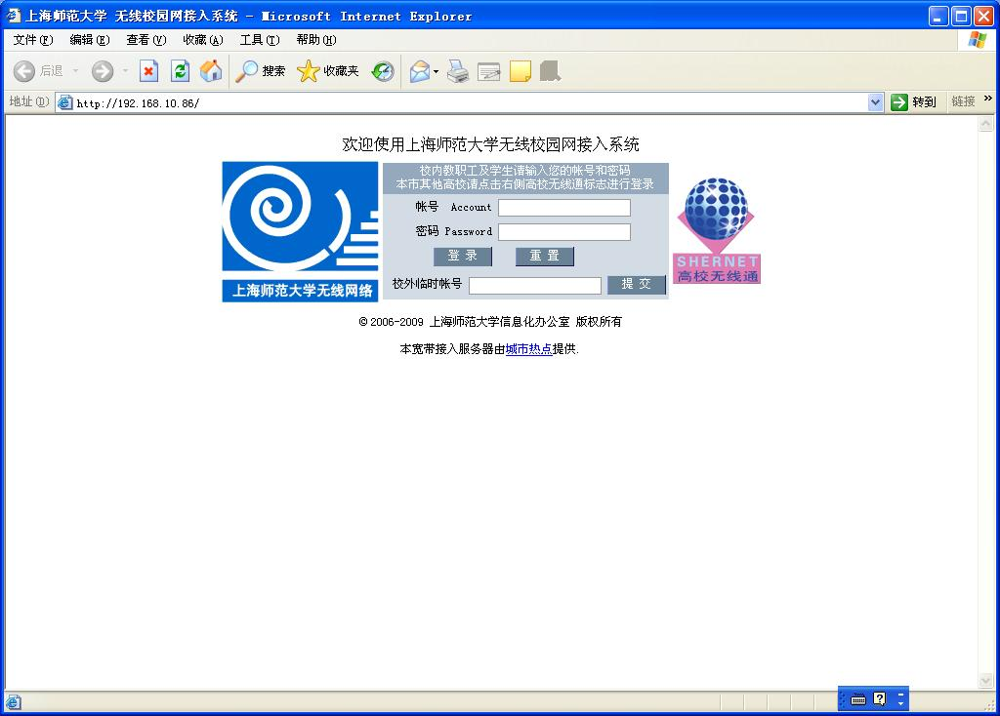 上海师范大学 无线校园网接入系统 - Microsoft Internet Explorer
文件(F) 编辑(E) 查看(V) 收藏(A) 工具(T) 帮助(H)
后退 搜索 收藏夹
地址(D) http://192.168.10.86/ 转到 链接 »
欢迎使用上海师范大学无线校园网接入系统
校内教职工及学生请输入您的帐号和密码
本市其他高校请点击右侧高校无线通标志进行登录
帐号 Account
密码 Password
登 录 重 置
校外临时帐号 提 交
上海师范大学无线网络
SHERNET
高校无线通
© 2006-2009 上海师范大学信息化办公室 版权所有
本宽带接入服务器由城市热点提供.